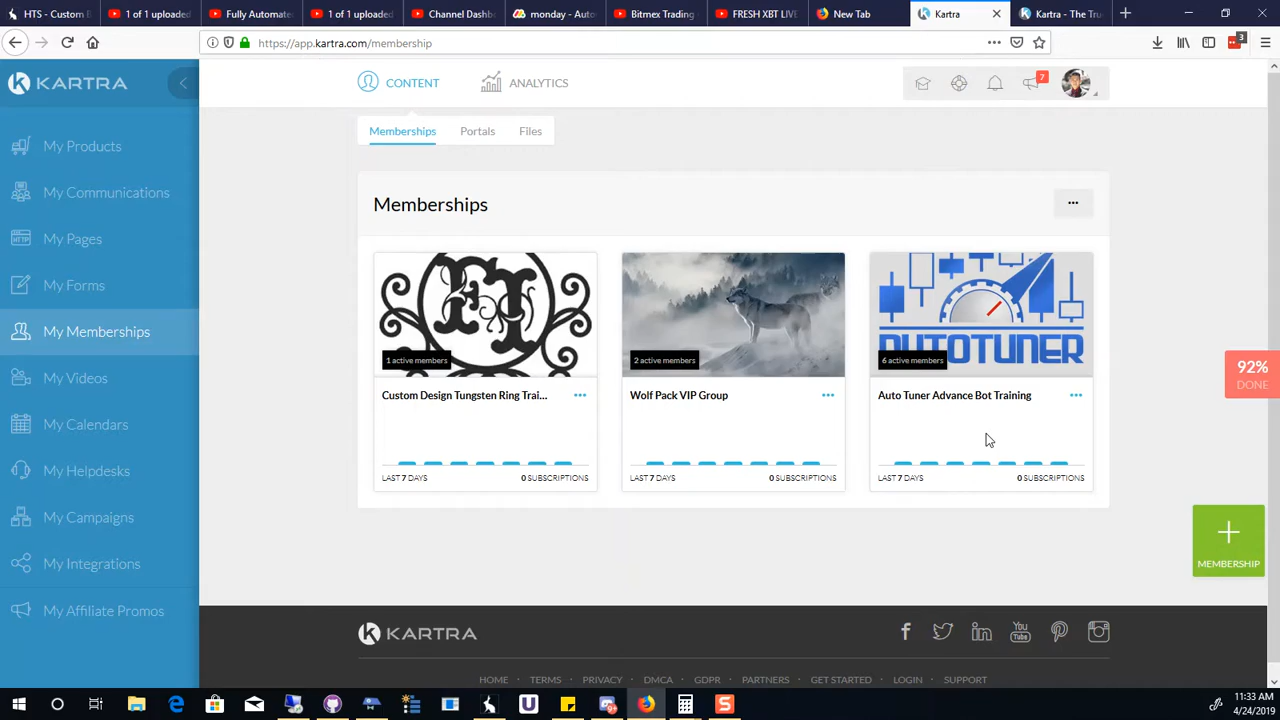 HTS - Custom B
1 of 1 uploaded
Fully Automate
1 of 1 uploaded
Channel Dashb
monday - Auto
Bitmex Trading
FRESH XBT LIVE
New Tab
Kartra
Kartra - The Tru
https://app.kartra.com/membership
3
KARTRA
CONTENT
ANALYTICS
7
Memberships
Portals
Files
My Products
My Communications
HTTP
My Pages
My Forms
My Memberships
My Videos
My Calendars
My Helpdesks
My Campaigns
My Integrations
My Affiliate Promos
Memberships
1 active members
Custom Design Tungsten Ring Trai...
LAST 7 DAYS
0 SUBSCRIPTIONS
2 active members
Wolf Pack VIP Group
LAST 7 DAYS
0 SUBSCRIPTIONS
AUTOTUNER
6 active members
Auto Tuner Advance Bot Training
LAST 7 DAYS
0 SUBSCRIPTIONS
92%
DONE
MEMBERSHIP
KARTRA
You Tube
HOME
TERMS
PRIVACY
DMCA
GDPR
PARTNERS
GET STARTED
LOGIN
SUPPORT
11:33 AM
4/24/2019